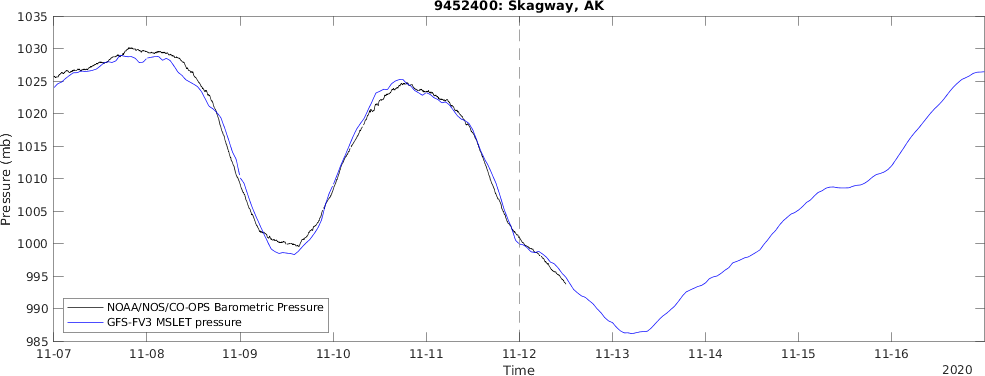 9452400: Skagway, AK
Pressure (mb)
1035
1030
1025
1020
1015
1010
1005
1000
995
990
985
NOAA/NOS/CO-OPS Barometric Pressure
GFS-FV3 MSLET pressure
11-07 11-08 11-09 11-10 11-11 11-12 11-13 11-14 11-15 11-16
Time
2020